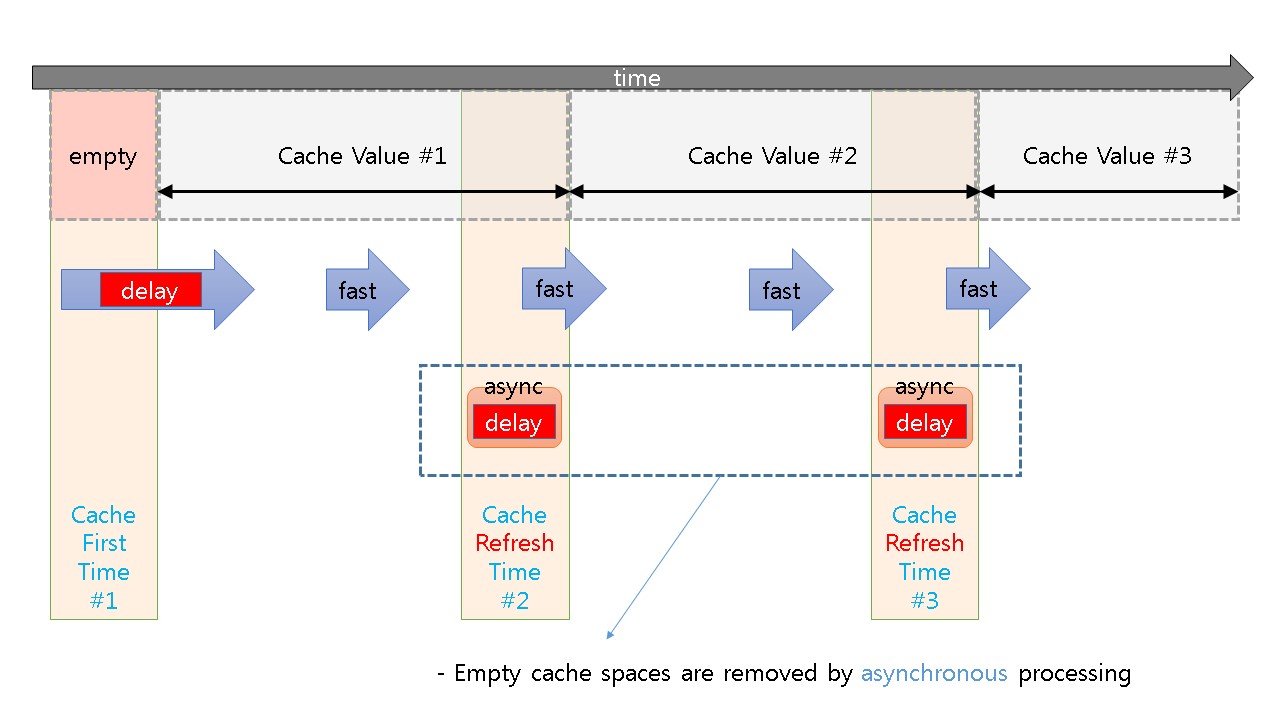 time
empty
Cache Value #1
Cache Value #2
Cache Value #3
delay
fast
fast
fast
fast
async
delay
async
delay
Cache
First
Time
#1
Cache
Refresh
Time
#2
Cache
Refresh
Time
#3
- Empty cache spaces are removed by asynchronous processing